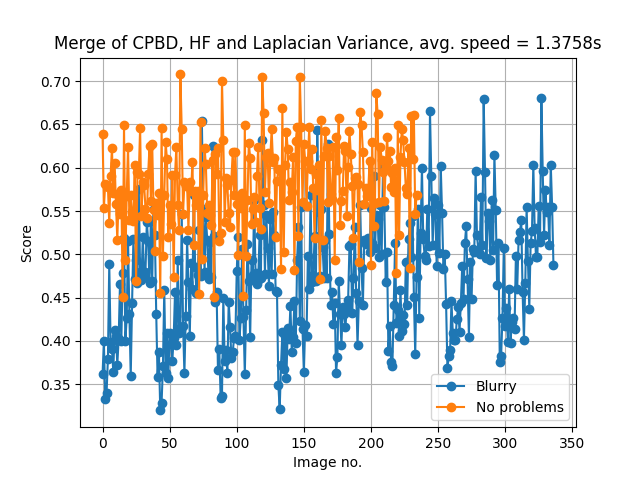 Merge of CPBD, HF and Laplacian Variance, avg. speed = 1.3758s
0.70
0.65
0.60
0.55
0.50
0.45
0.40
0.35
Score
Blurry
No problems
0 50 100 150 200 250 300 350
Image no.